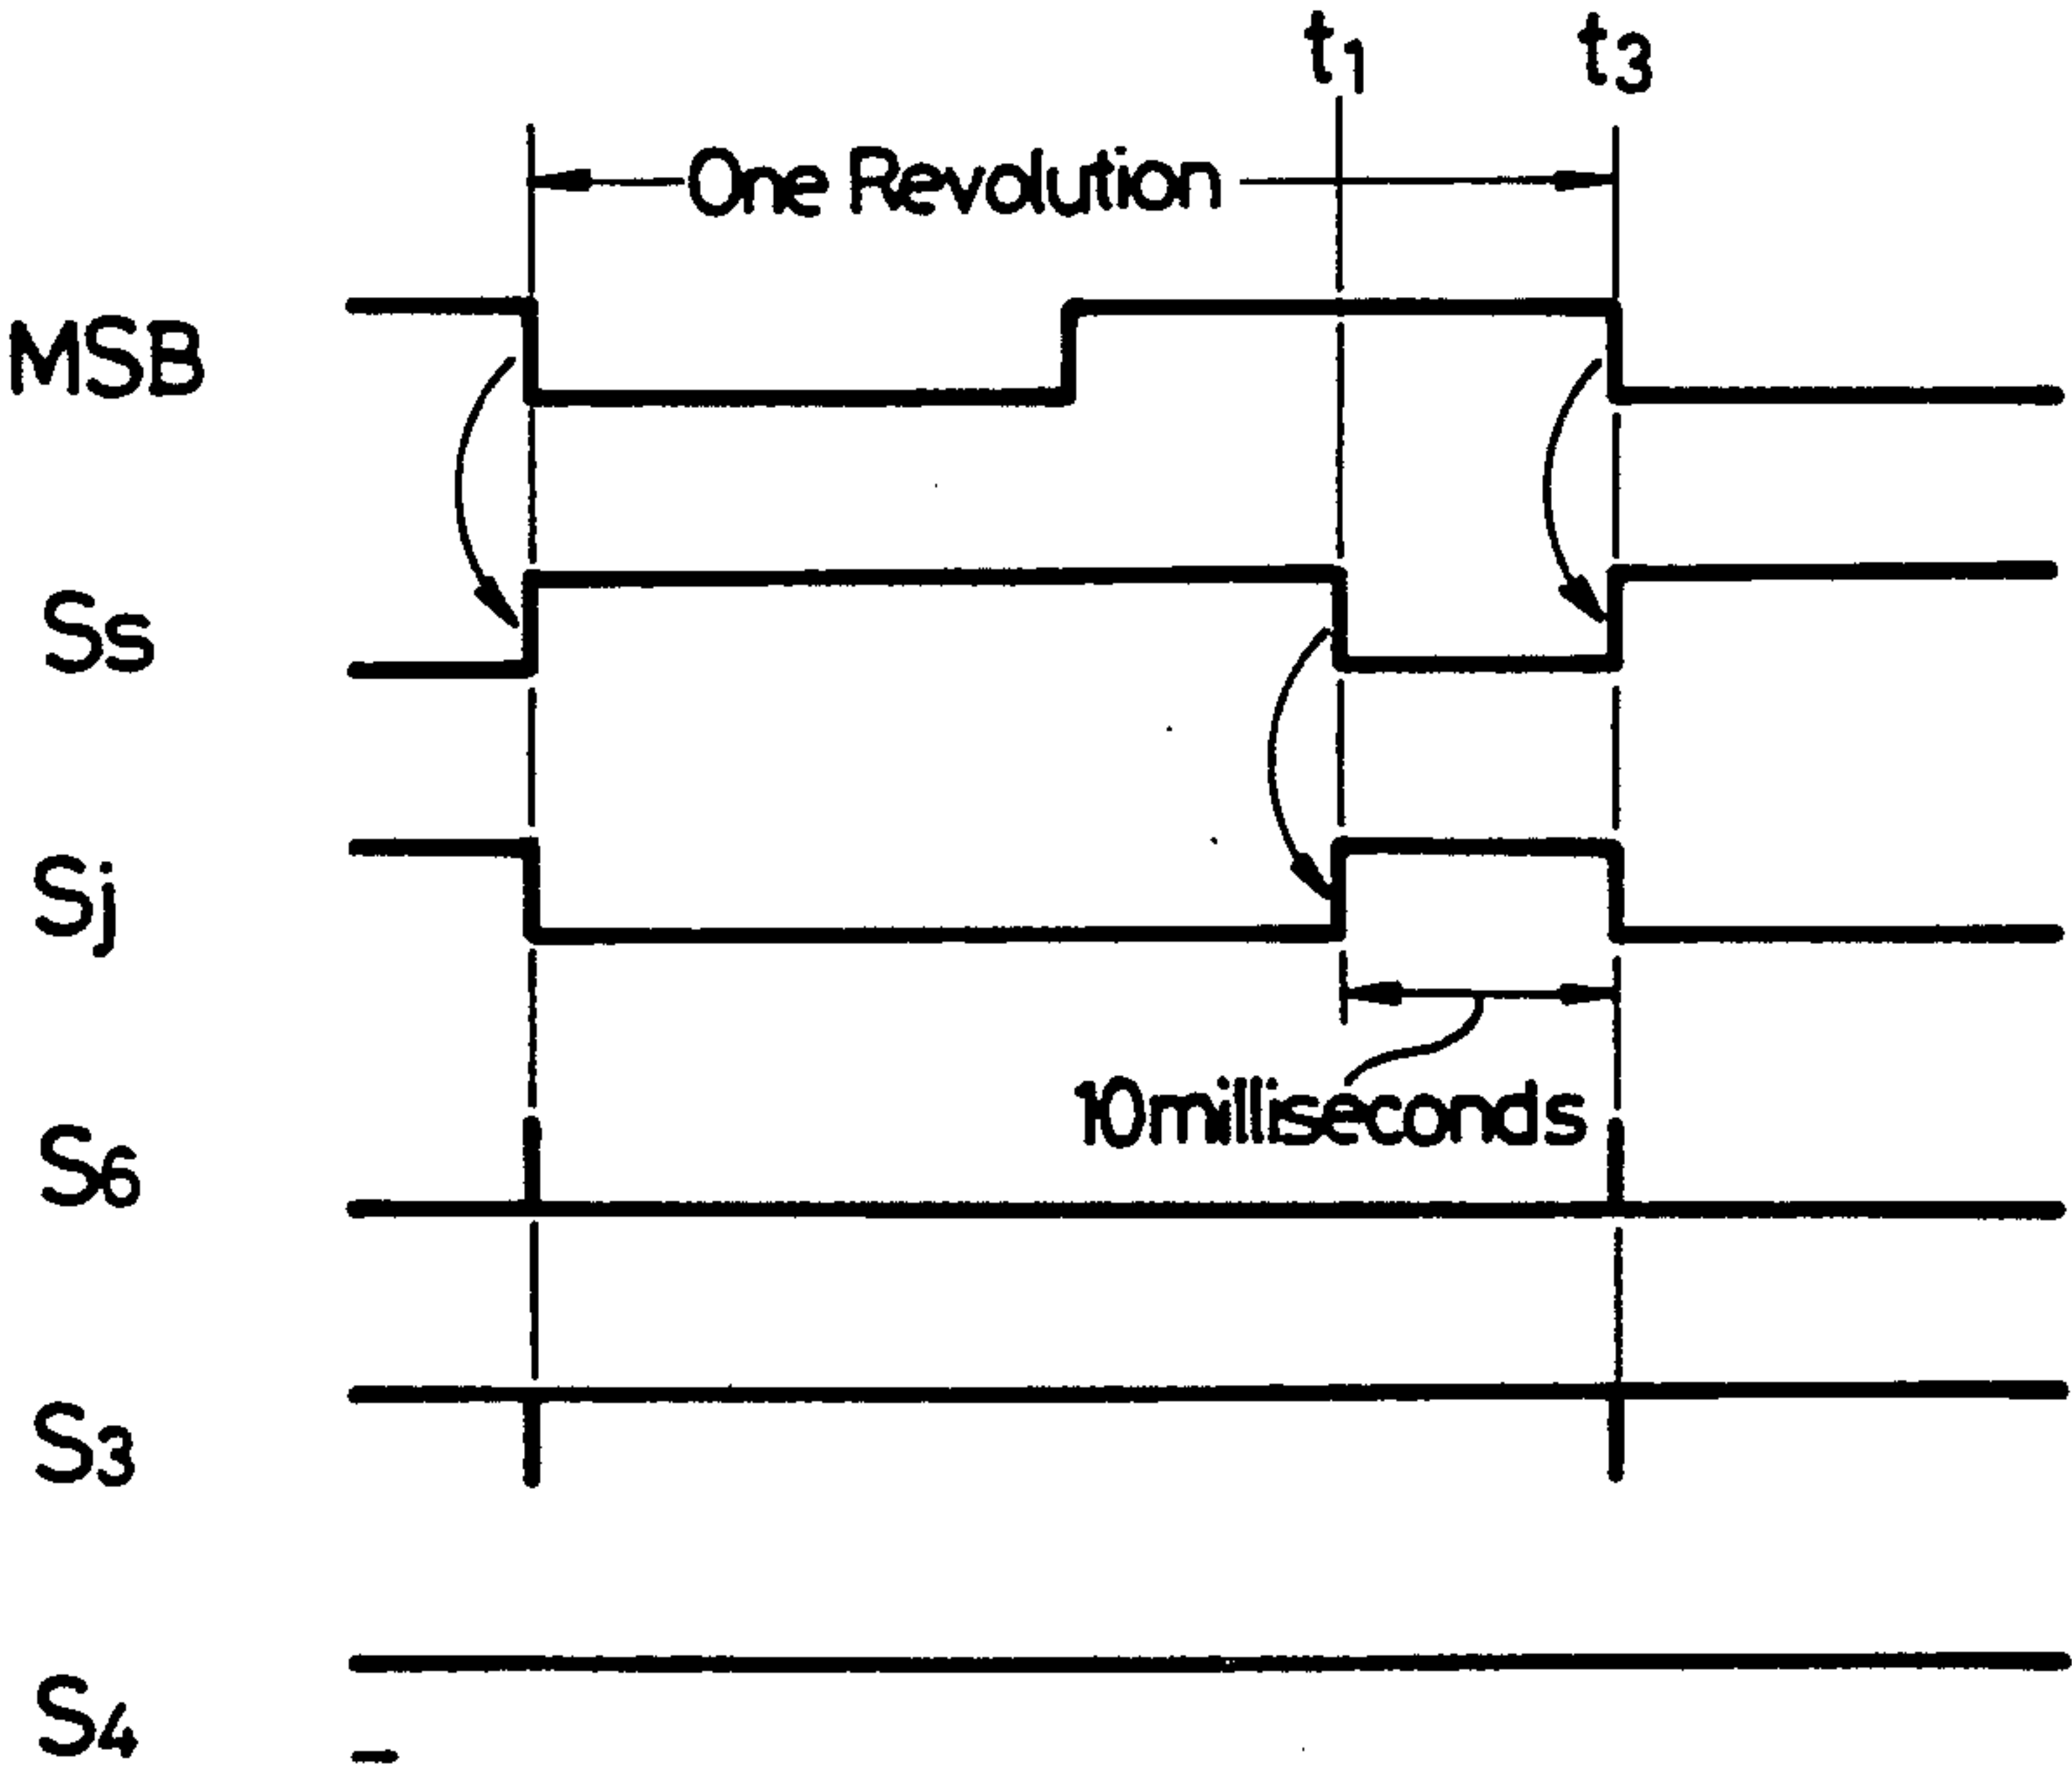 t1 t3
One Revolution
MSB
Ss
Sj
10milliseconds
S6
S3
S4